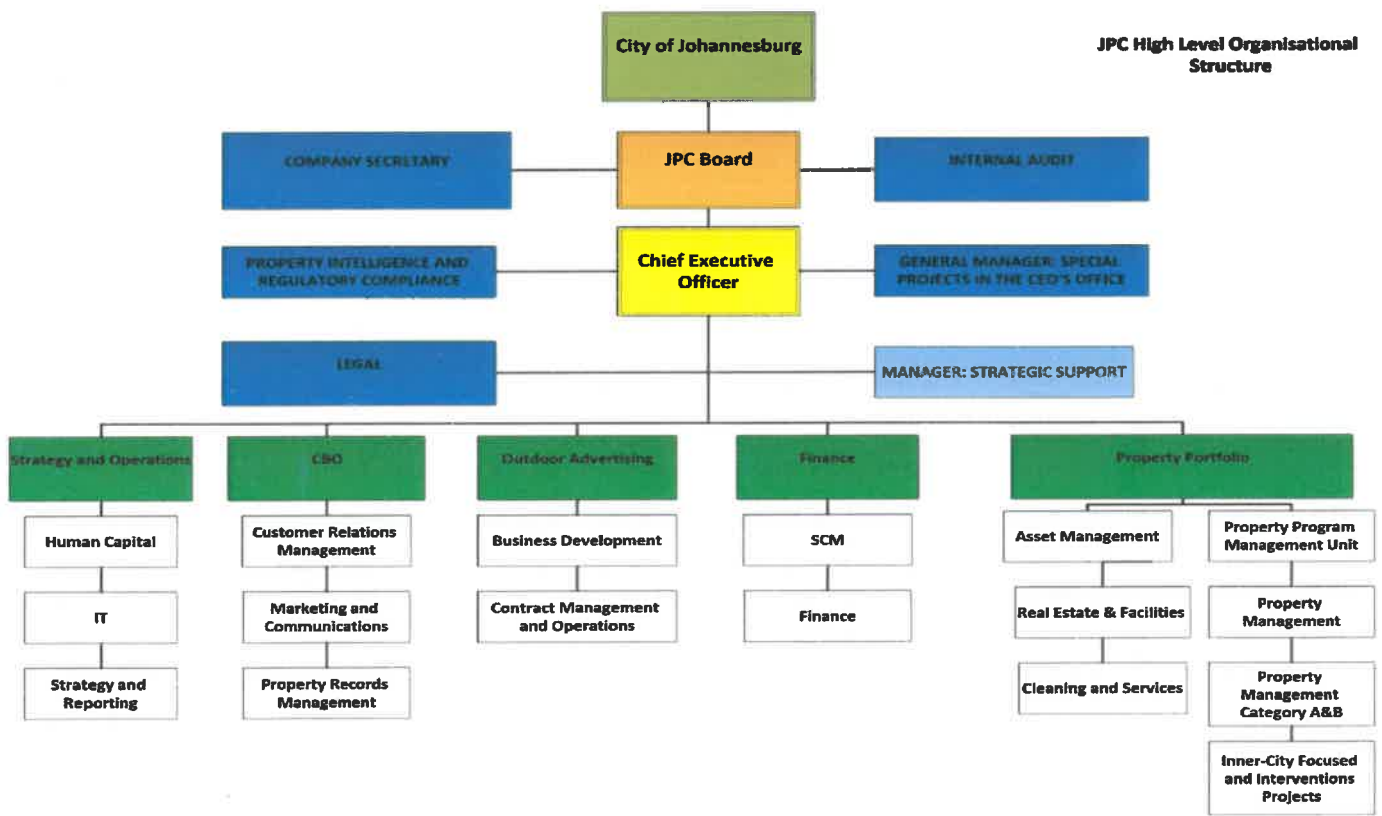 City of Johannesburg
JPC High Level Organisational
Structure
COMPANY SECRETARY
JPC Board
INTERNAL AUDIT
PROPERTY INTELLIGENCE AND
REGULATORY COMPLIANCE
Chief Executive
Officer
GENERAL MANAGER: SPECIAL
PROJECTS IN THE CEO'S OFFICE
LEGAL
MANAGER: STRATEGIC SUPPORT
Strategy and Operations
CBO
Outdoor Advertising
Finance
Property Portfolio
Human Capital
Customer Relations
Management
Business Development
SCM
Asset Management
Property Program
Management Unit
IT
Marketing and
Communications
Contract Management
and Operations
Finance
Real Estate & Facilities
Property
Management
Strategy and
Reporting
Property Records
Management
Cleaning and Services
Property
Management
Category A&B
Inner-City Focused
and Interventions
Projects